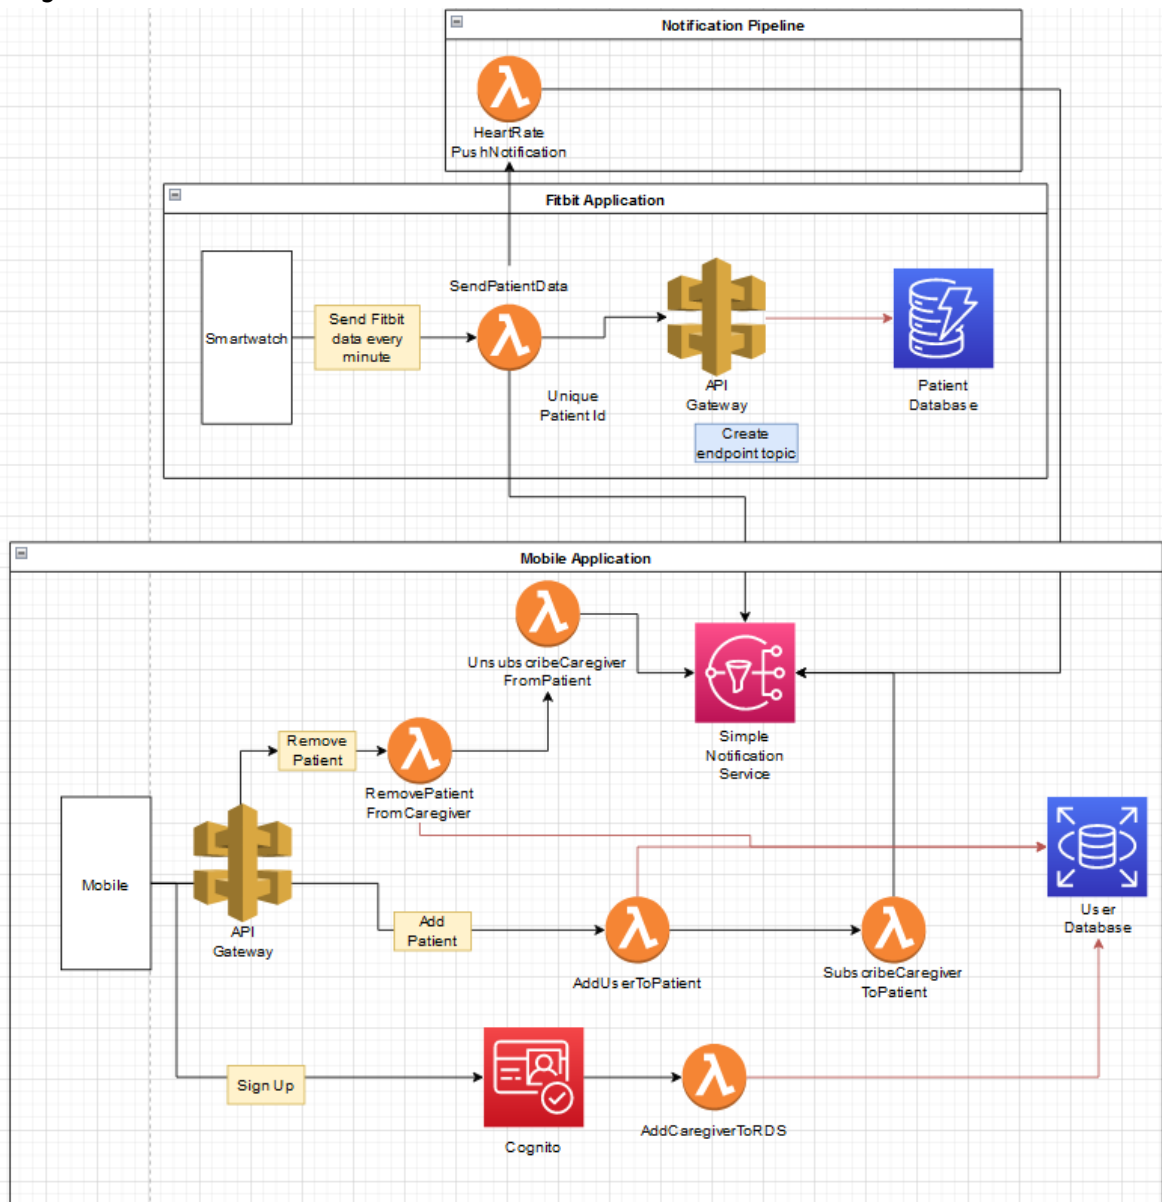 Notification Pipeline
HeartRate
PushNotification
Fitbit Application
SendPatientData
Smartwatch
Send Fitbit
data every
minute
Unique
Patient Id
API
Gateway
Create
endpoint topic
Patient
Database
Mobile Application
UnsubscribeCaregiver
FromPatient
Simple
Notification
Service
Remove
Patient
RemovePatient
FromCaregiver
Mobile
API
Gateway
Add
Patient
AddUserToPatient
SubscribeCaregiver
ToPatient
User
Database
Sign Up
Cognito
AddCaregiverToRDS